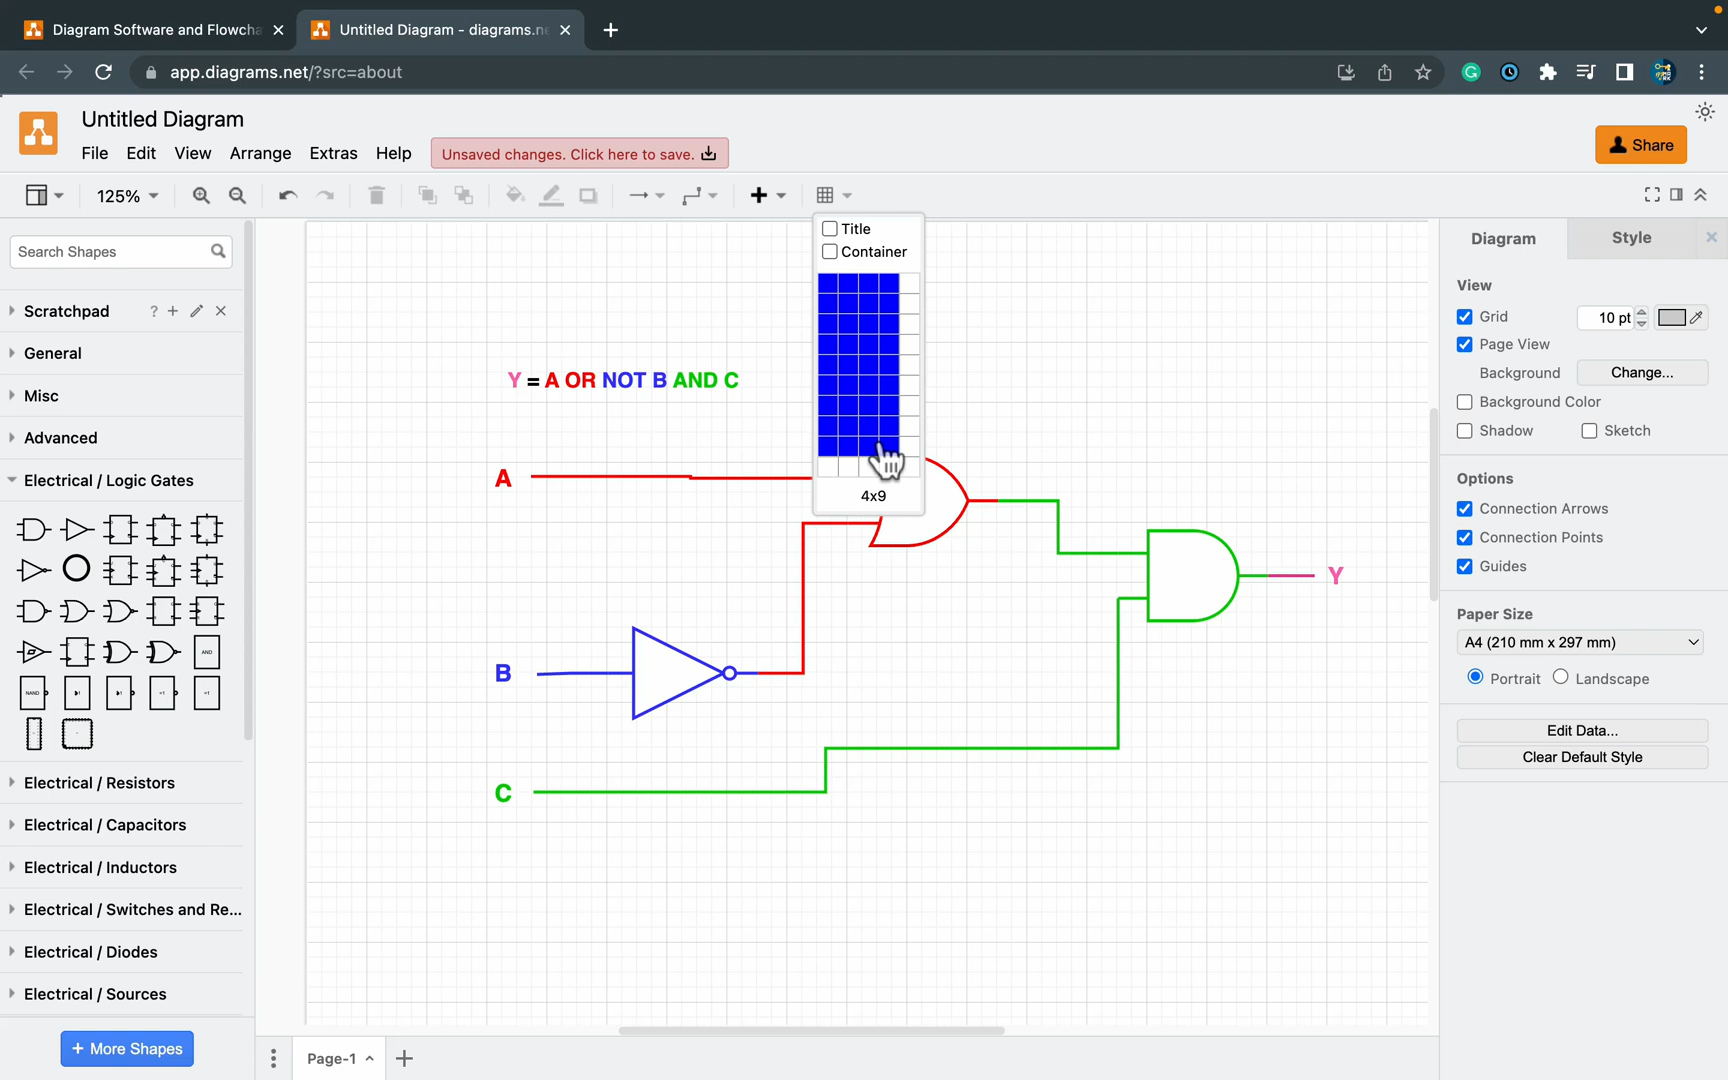 Diagram Software and Flowcha
Untitled Diagram - diagrams.ne
app.diagrams.net/?src=about
Untitled Diagram
File Edit View Arrange Extras Help
Unsaved changes. Click here to save.
Share
125%
Search Shapes
Scratchpad ? + 
General
Misc
Advanced
Electrical / Logic Gates
AND
NAND
Electrical / Resistors
Electrical / Capacitors
Electrical / Inductors
Electrical / Switches and Re...
Electrical / Diodes
Electrical / Sources
+ More Shapes
Title
Container
4x9
Y = A OR NOT B AND C
A
B
C
Y
Page-1
Diagram Style
View
Grid 10 pt
Page View
Background Change...
Background Color
Shadow Sketch
Options
Connection Arrows
Connection Points
Guides
Paper Size
A4 (210 mm x 297 mm)
Portrait Landscape
Edit Data...
Clear Default Style